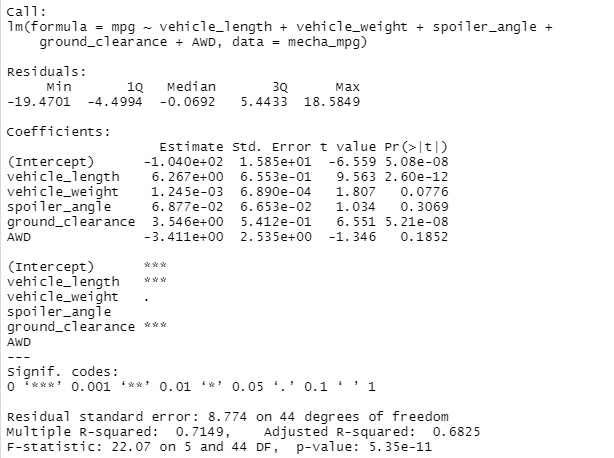 Call:
lm(formula = mpg ~ vehicle_length + vehicle_weight + spoiler_angle +
    ground_clearance + AWD, data = mecha_mpg)

Residuals:
     Min       1Q   Median       3Q      Max
-19.4701  -4.4994  -0.0692   5.4433  18.5849

Coefficients:
                   Estimate Std. Error t value Pr(>|t|)
(Intercept)      -1.040e+02  1.585e+01  -6.559 5.08e-08
vehicle_length    6.267e+00  6.553e-01   9.563 2.60e-12
vehicle_weight    1.245e-03  6.890e-04   1.807   0.0776
spoiler_angle     6.877e-02  6.653e-02   1.034   0.3069
ground_clearance  3.546e+00  5.412e-01   6.551 5.21e-08
AWD              -3.411e+00  2.535e+00  -1.346   0.1852

(Intercept)      ***
vehicle_length   ***
vehicle_weight   .
spoiler_angle
ground_clearance ***
AWD
---
Signif. codes:
0 ‘***’ 0.001 ‘**’ 0.01 ‘*’ 0.05 ‘.’ 0.1 ‘ ’ 1

Residual standard error: 8.774 on 44 degrees of freedom
Multiple R-squared:  0.7149,    Adjusted R-squared:  0.6825
F-statistic: 22.07 on 5 and 44 DF,  p-value: 5.35e-11